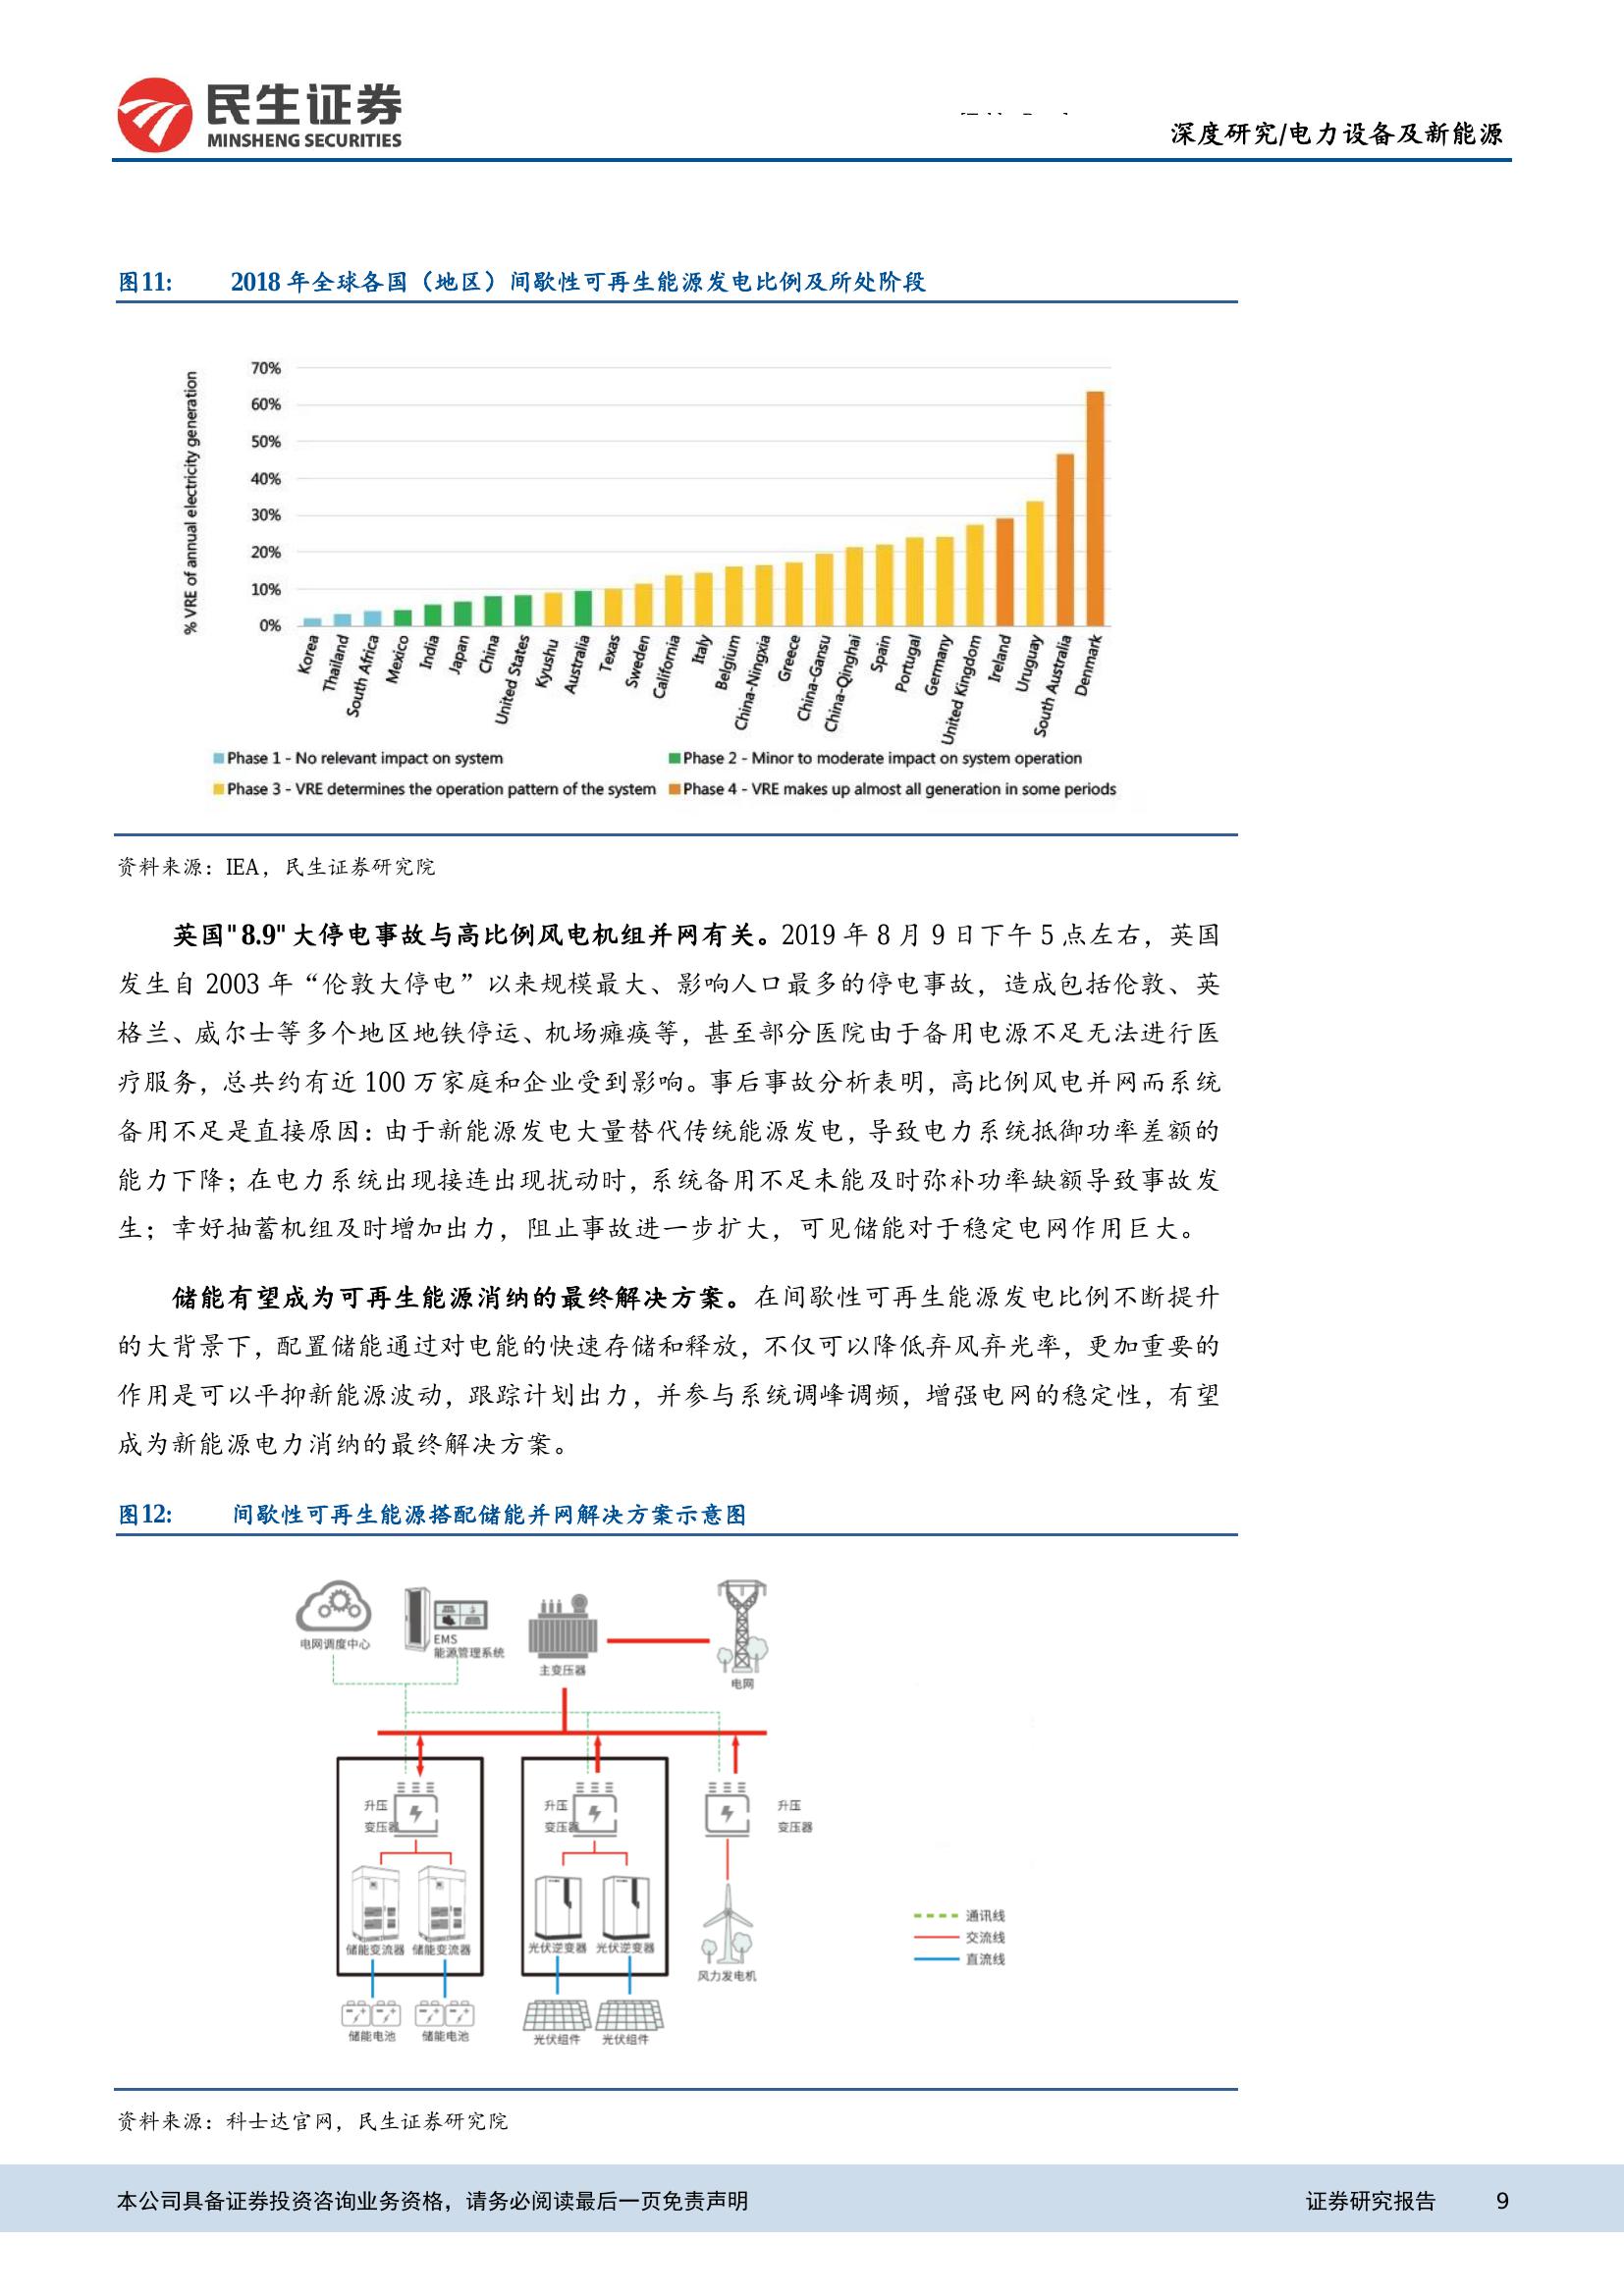 民生证券
MINSHENG SECURITIES
深度研究/电力设备及新能源
图11: 2018 年全球各国（地区）间歇性可再生能源发电比例及所处阶段
% VRE of annual electricity generation
70%
60%
50%
40%
30%
20%
10%
0%
Korea
Thailand
South Africa
Mexico
India
Japan
China
United States
Kyushu
Australia
Texas
Sweden
California
Italy
Belgium
China-Ningxia
Greece
China-Gansu
China-Qinghai
Spain
Portugal
Germany
United Kingdom
Ireland
Uruguay
South Australia
Denmark
Phase 1 - No relevant impact on system
Phase 2 - Minor to moderate impact on system operation
Phase 3 - VRE determines the operation pattern of the system
Phase 4 - VRE makes up almost all generation in some periods
资料来源：IEA，民生证券研究院
英国"8.9"大停电事故与高比例风电机组并网有关。2019 年 8 月 9 日下午 5 点左右，英国
发生自 2003 年“伦敦大停电”以来规模最大、影响人口最多的停电事故，造成包括伦敦、英
格兰、威尔士等多个地区地铁停运、机场瘫痪等，甚至部分医院由于备用电源不足无法进行医
疗服务，总共约有近 100 万家庭和企业受到影响。事后事故分析表明，高比例风电并网而系统
备用不足是直接原因：由于新能源发电大量替代传统能源发电，导致电力系统抵御功率差额的
能力下降；在电力系统出现接连出现扰动时，系统备用不足未能及时弥补功率缺额导致事故发
生；幸好抽蓄机组及时增加出力，阻止事故进一步扩大，可见储能对于稳定电网作用巨大。
储能有望成为可再生能源消纳的最终解决方案。在间歇性可再生能源发电比例不断提升
的大背景下，配置储能通过对电能的快速存储和释放，不仅可以降低弃风弃光率，更加重要的
作用是可以平抑新能源波动，跟踪计划出力，并参与系统调峰调频，增强电网的稳定性，有望
成为新能源电力消纳的最终解决方案。
图12: 间歇性可再生能源搭配储能并网解决方案示意图
电网调度中心
EMS
能源管理系统
主变压器
电网
升压
变压器
升压
变压器
升压
变压器
储能变流器 储能变流器
光伏逆变器 光伏逆变器
风力发电机
储能电池 储能电池
光伏组件 光伏组件
通讯线
交流线
直流线
资料来源：科士达官网，民生证券研究院
本公司具备证券投资咨询业务资格，请务必阅读最后一页免责声明
证券研究报告 9